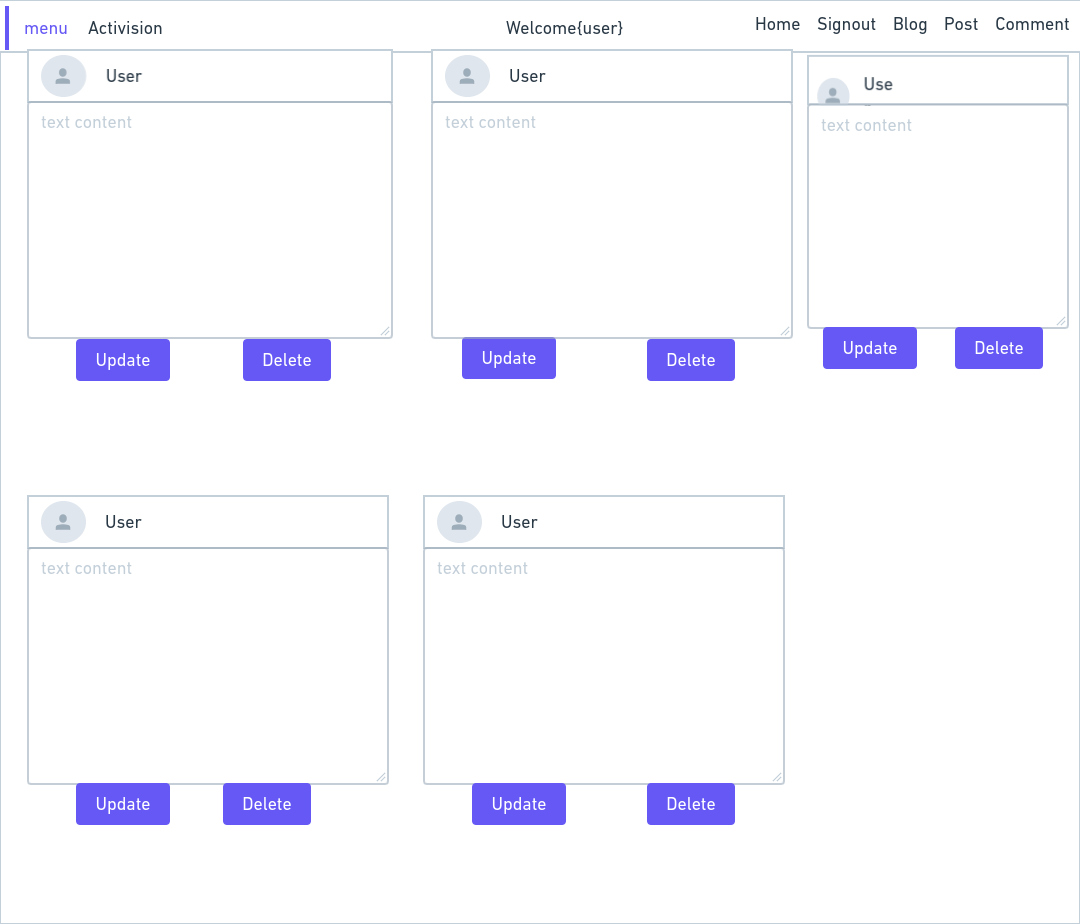 menu Activision Welcome{user} Home Signout Blog Post Comment
User
text content
Update Delete
User
text content
Update Delete
Use
text content
Update Delete
User
text content
Update Delete
User
text content
Update Delete